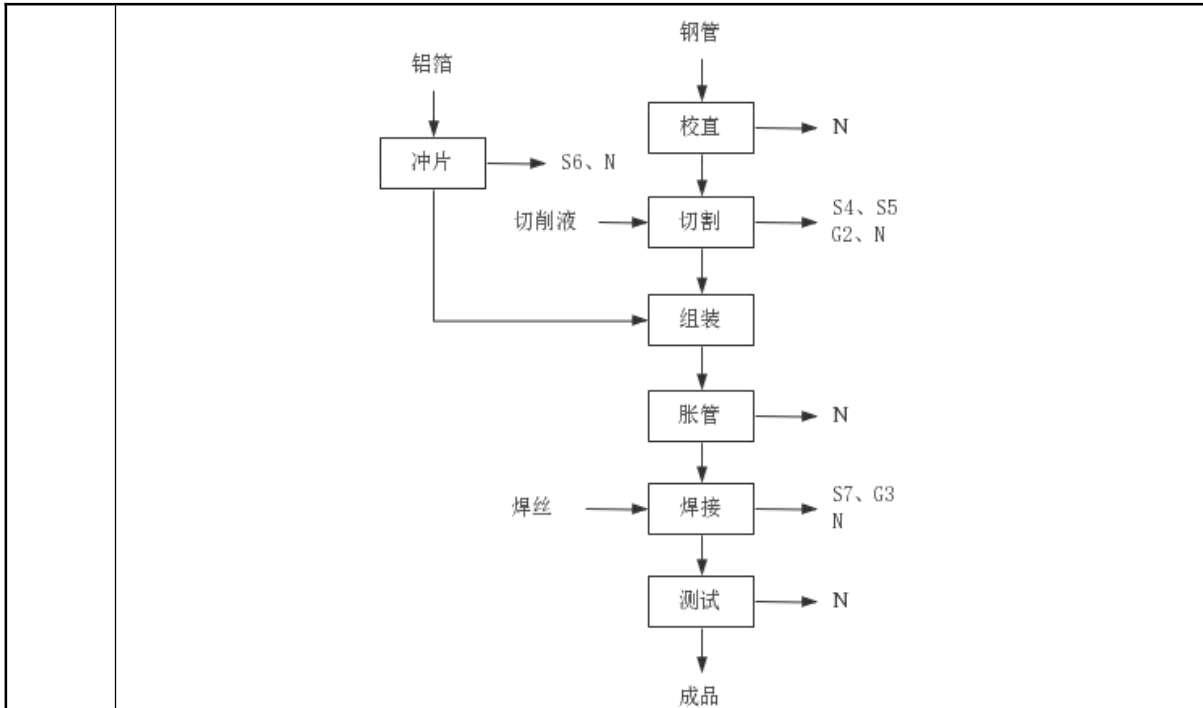 钢管
铝箔
校直
N
冲片
S6、N
切削液
切割
S4、S5
G2、N
组装
胀管
N
焊丝
焊接
S7、G3
N
测试
N
成品